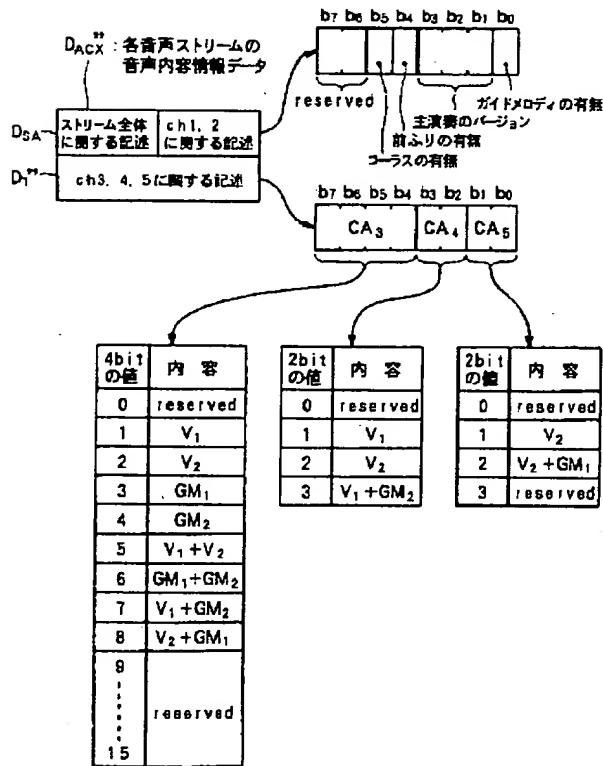 b7 b6 b5 b4 b3 b2 b1 b0
DACX'' : 各音声ストリームの
音声内容情報データ
reserved
ガイドメロディの有無
主演奏のバージョン
前ふりの有無
コーラスの有無
DSA
ストリーム全体
に関する記述
ch1, 2
に関する記述
D1''
ch3, 4, 5に関する記述
b7 b6 b5 b4 b3 b2 b1 b0
CA3 CA4 CA5
4bit
の値
内 容
0 reserved
1 V1
2 V2
3 GM1
4 GM2
5 V1+V2
6 GM1+GM2
7 V1+GM2
8 V2+GM1
9
15
reserved
2bit
の値
内 容
0 reserved
1 V1
2 V2
3 V1+GM2
2bit
の値
内 容
0 reserved
1 V2
2 V2+GM1
3 reserved